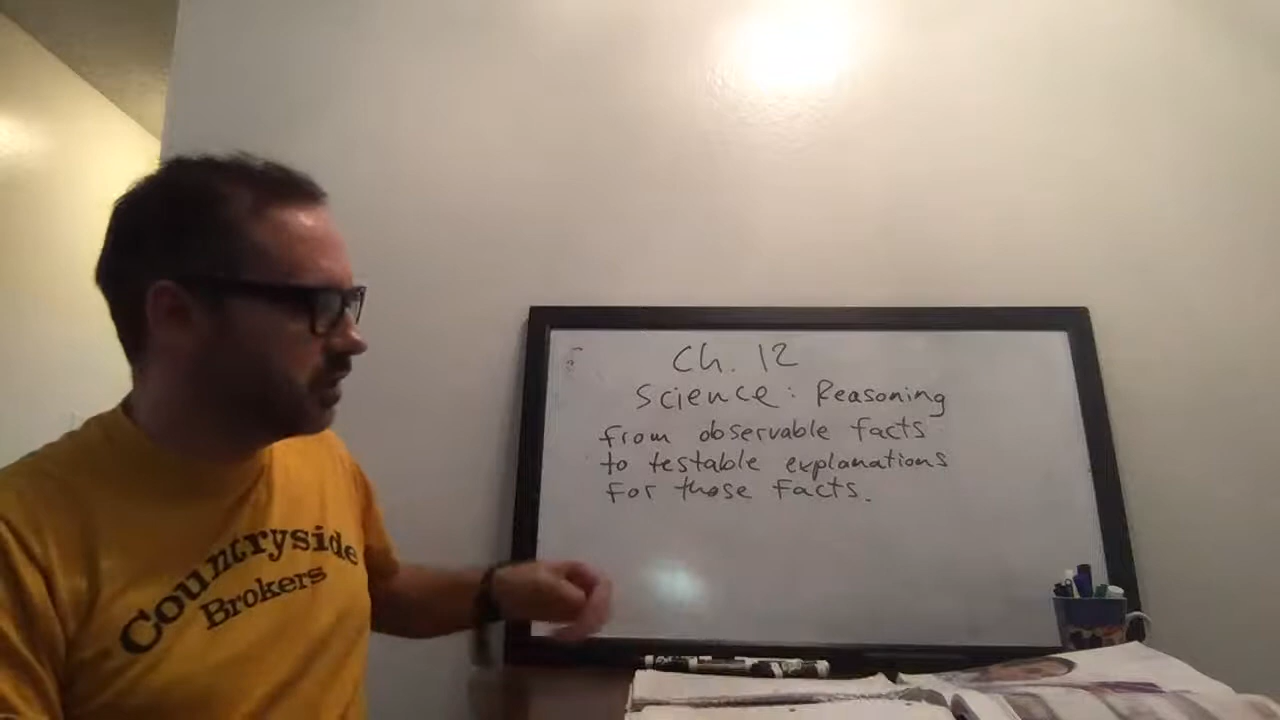 Countryside
Brokers
Ch. 12
Science: Reasoning
from observable facts
to testable explanations
for those facts.